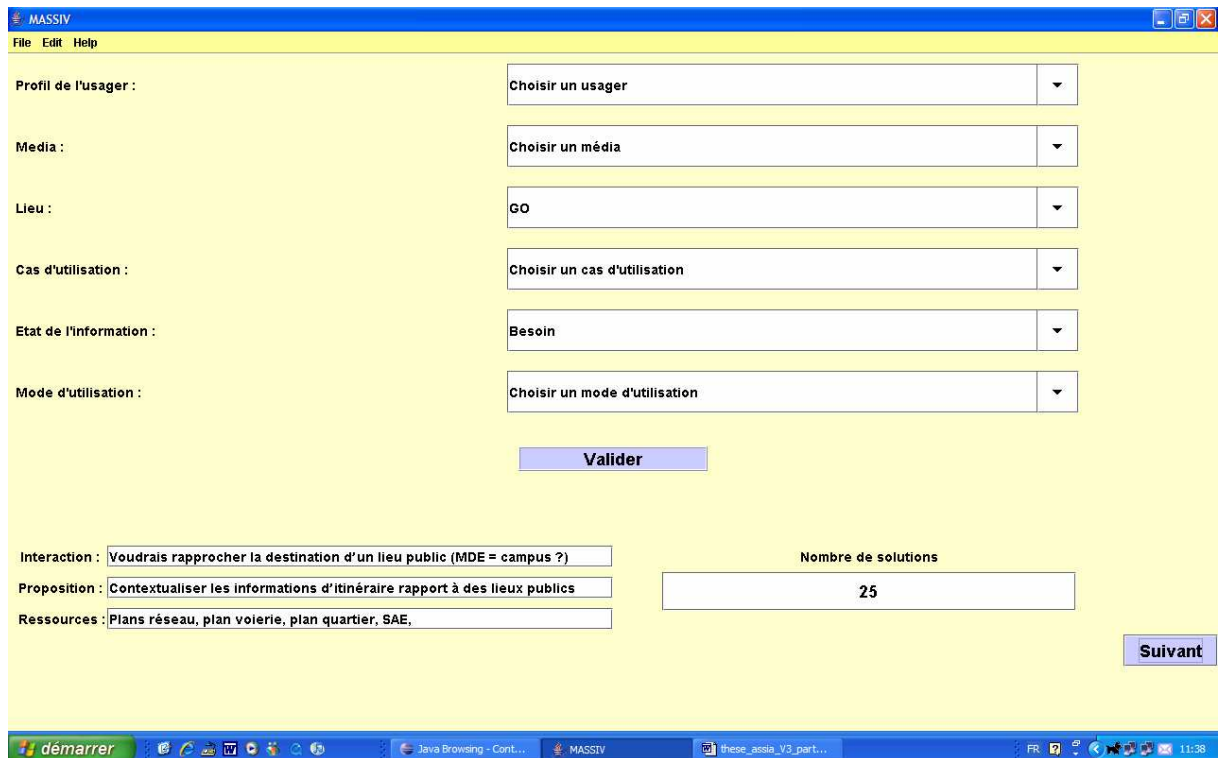 MASSIV
File Edit Help
Profil de l'usager :
Choisir un usager
Media :
Choisir un média
Lieu :
GO
Cas d'utilisation :
Choisir un cas d'utilisation
Etat de l'information :
Besoin
Mode d'utilisation :
Choisir un mode d'utilisation
Valider
Interaction : Voudrais rapprocher la destination d'un lieu public (MDE = campus ?)
Proposition : Contextualiser les informations d'itinéraire rapport à des lieux publics
Ressources : Plans réseau, plan voierie, plan quartier, SAE,
Nombre de solutions
25
Suivant
démarrer
Java Browsing - Cont...
MASSIV
these_assia_V3_part...
FR
11:38